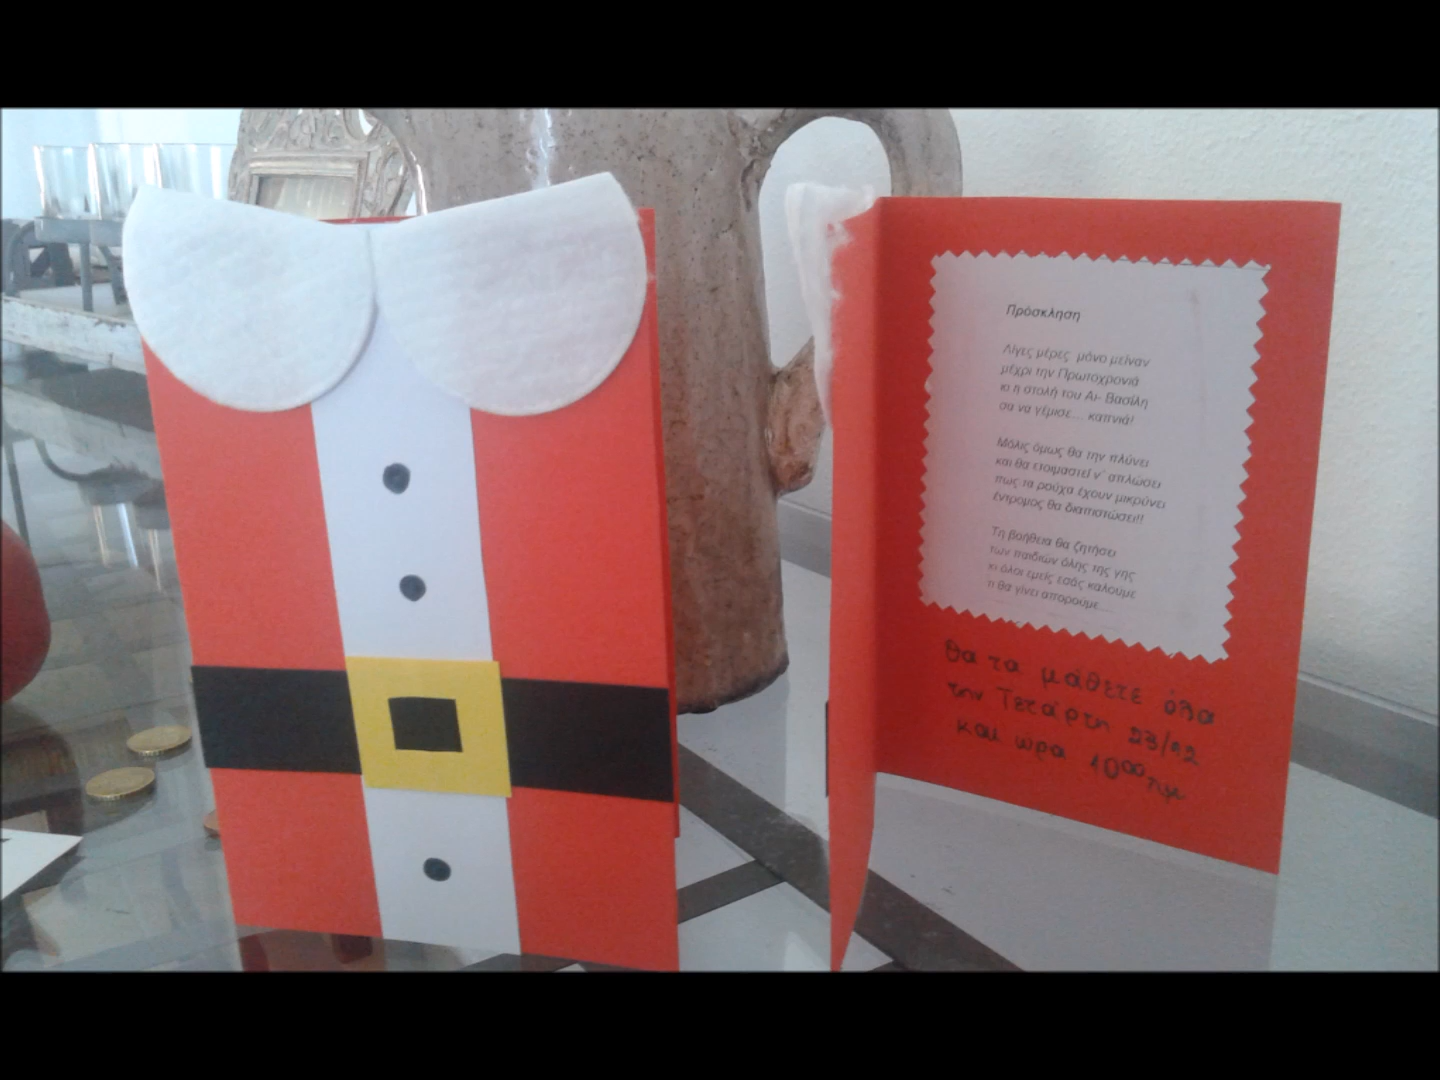 Πρόσκληση
Λίγες μέρες μόνο μείναν
μέχρι την Πρωτοχρονιά
κι η στολή του Αι- Βασίλη
σα να γέμισε... καπνιά!
Μόλις όμως θα την πλύνει
και θα ετοιμαστεί ν΄ απλώσει
πως τα ρούχα έχουν μικρύνει
έντρομος θα διαπιστώσει!!
Τη βοήθεια θα ζητήσει
των παιδιών όλης της γης
κι όλοι εμείς εσάς καλούμε
τι θα γίνει απορούμε....
θα τα μάθετε όλα
την Τετάρτη 23/12
και ώρα 10⁰⁰ πμ